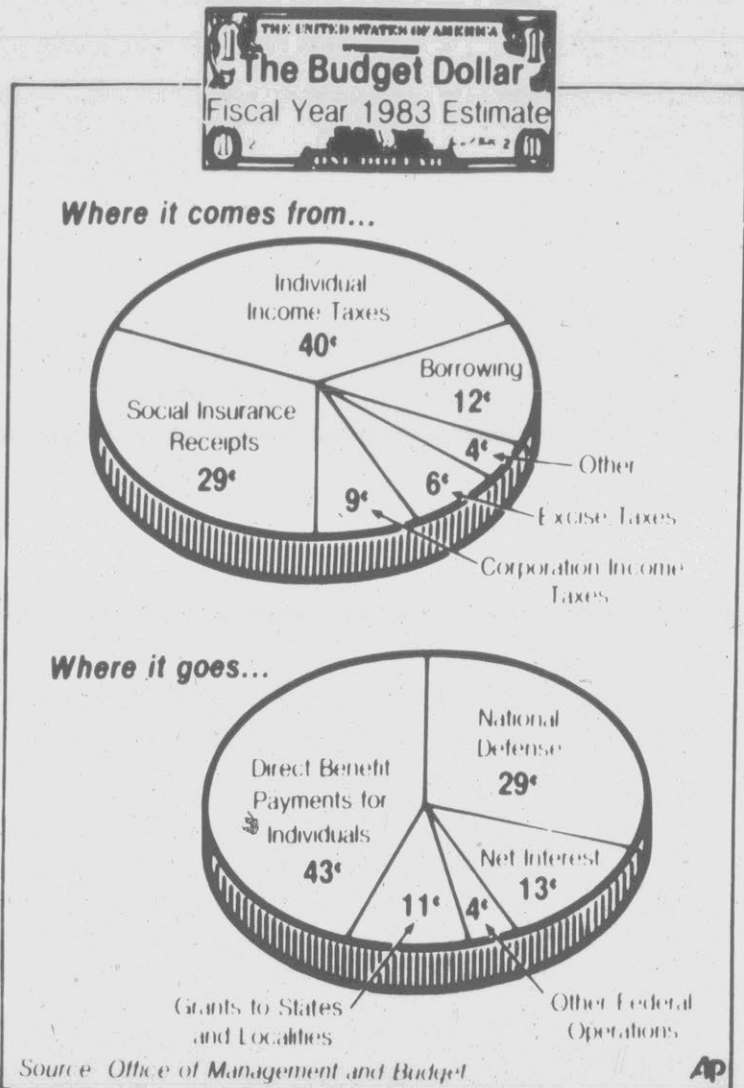 THE UNITED STATES OF AMERICA
The Budget Dollar
Fiscal Year 1983 Estimate
Where it comes from...
Individual
Income Taxes
40¢
Borrowing
12¢
Social Insurance
Receipts
29¢
4¢
Other
6¢
Excise Taxes
9¢
Corporation Income
Taxes
Where it goes...
National
Defense
29¢
Direct Benefit
Payments for
Individuals
43¢
Net Interest
13¢
11¢
4¢
Grants to States
and Localities
Other Federal
Operations
Source: Office of Management and Budget
AP